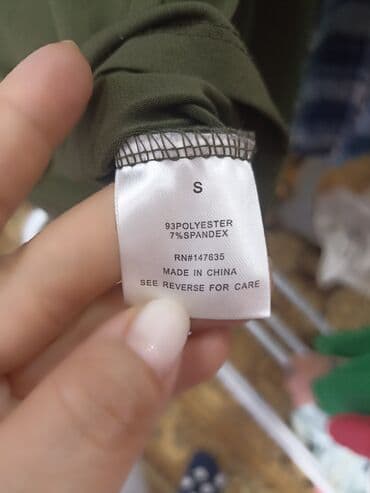 S
93POLYESTER
7%SPANDEX
RN#147635
MADE IN CHINA
SEE REVERSE FOR CARE